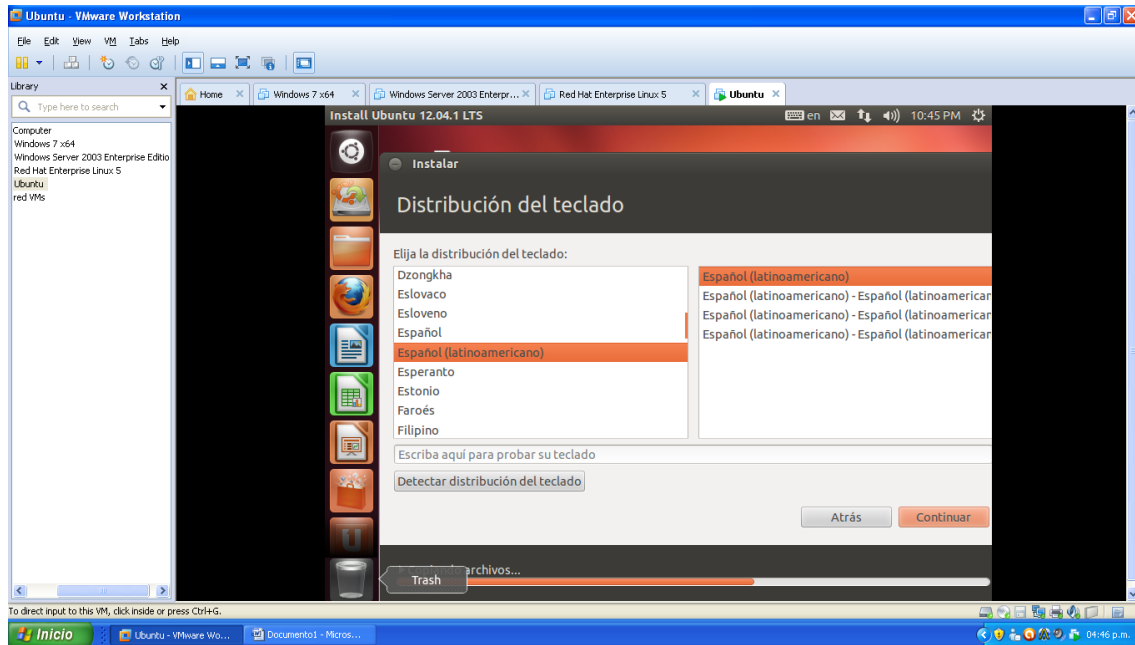 Ubuntu - VMware Workstation
File Edit View VM Tabs Help
Library
Type here to search
Computer
Windows 7 x64
Windows Server 2003 Enterprise Editio
Red Hat Enterprise Linux 5
Ubuntu
red VMs
Home Windows 7 x64 Windows Server 2003 Enterpr... Red Hat Enterprise Linux 5 Ubuntu
Install Ubuntu 12.04.1 LTS en 10:45 PM
Instalar
Distribución del teclado
Elija la distribución del teclado:
Dzongkha
Eslovaco
Esloveno
Español
Español (latinoamericano)
Esperanto
Estonio
Faroés
Filipino
Español (latinoamericano)
Español (latinoamericano) - Español (latinoamerican
Español (latinoamericano) - Español (latinoamerican
Español (latinoamericano) - Español (latinoamerican
Escriba aquí para probar su teclado
Detectar distribución del teclado
Atrás Continuar
archivos...
Trash
To direct input to this VM, click inside or press Ctrl+G.
Inicio Ubuntu - VMware Wo... Documento1 - Micros... 04:46 p.m.